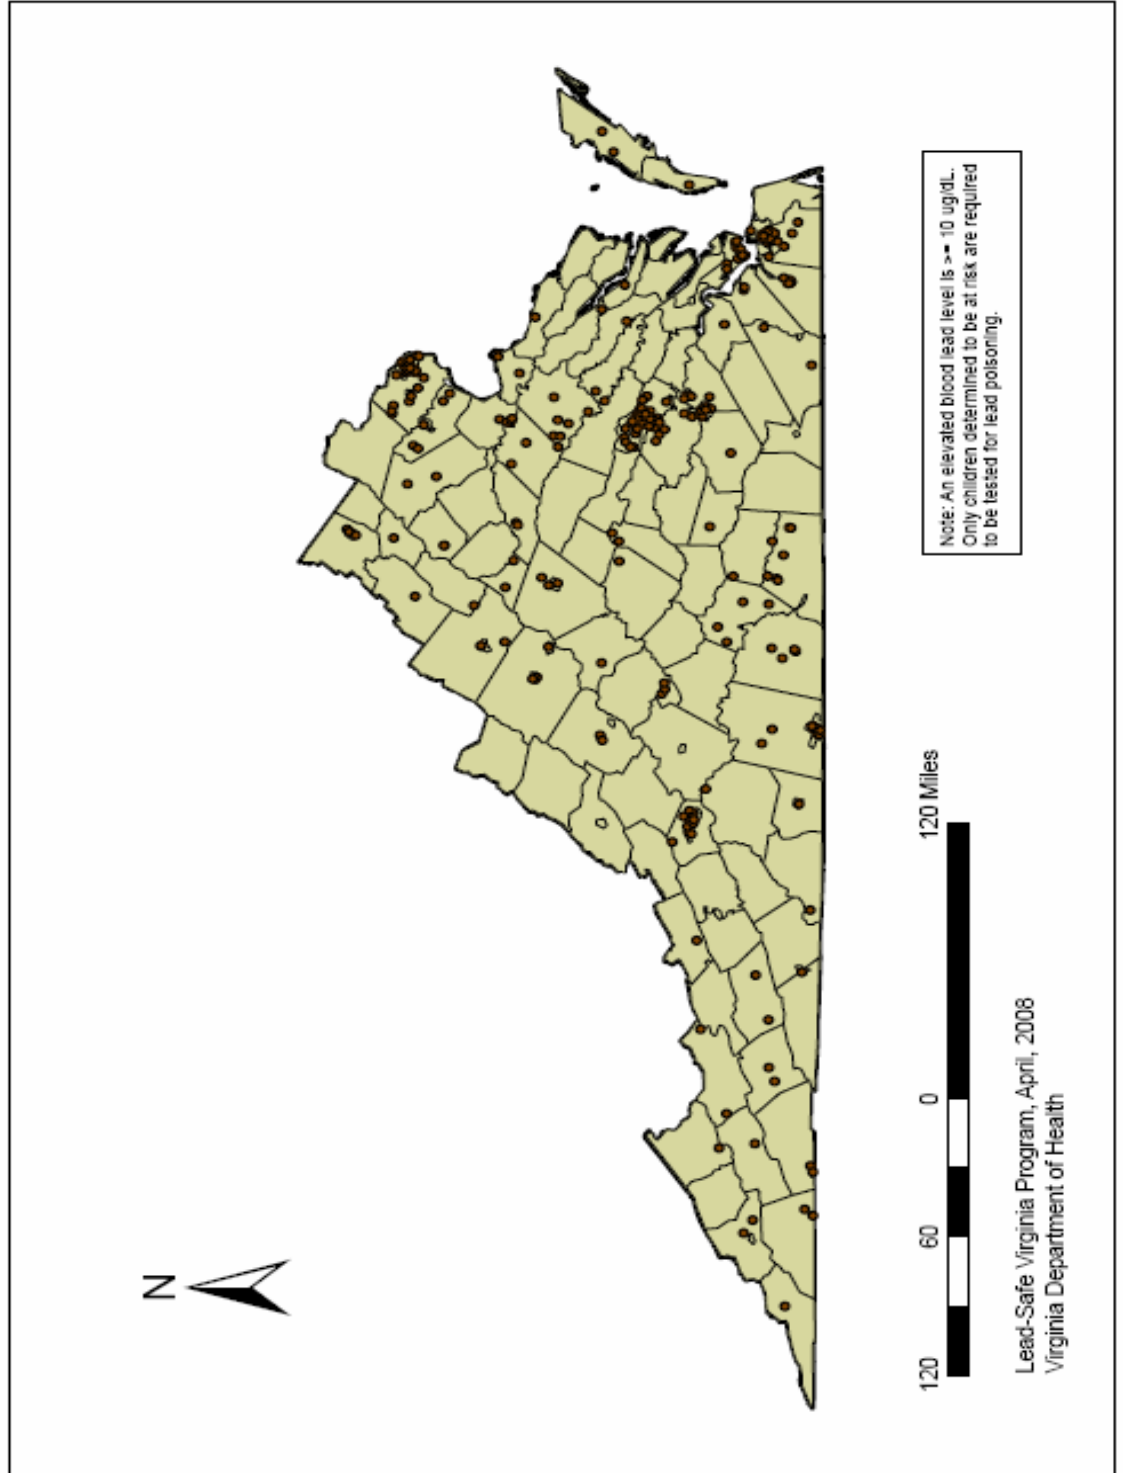 N
Note: An elevated blood lead level is >= 10 ug/dL.
Only children determined to be at risk are required
to be tested for lead poisoning.
120 60 0 120 Miles
Lead-Safe Virginia Program, April, 2008
Virginia Department of Health